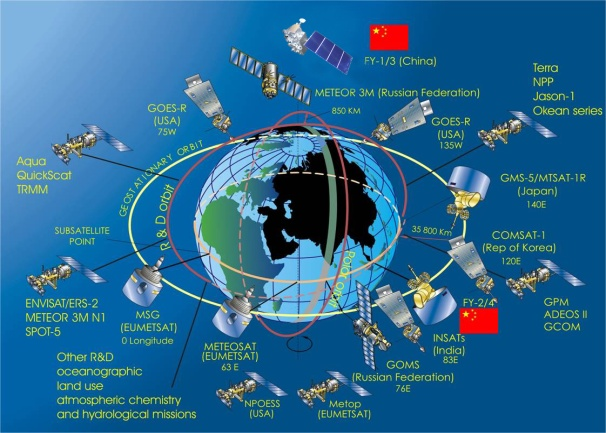 FY-1/3 (China)
METEOR 3M (Russian Federation)
850 KM
GOES-R
(USA)
75W
GOES-R
(USA)
135W
Terra
NPP
Jason-1
Okean series
Aqua
QuickScat
TRMM
GEOSTATIONARY ORBIT
R & D orbit
SUBSATELLITE
POINT
GMS-5/MTSAT-1R
(Japan)
140E
35 800 Km
COMSAT-1
(Rep of Korea)
120E
ENVISAT/ERS-2
METEOR 3M N1
SPOT-5
MSG
(EUMETSAT)
0 Longitude
METEOSAT
(EUMETSAT)
63 E
FY-2/4
INSATs
(India)
83E
GPM
ADEOS II
GCOM
GOMS
(Russian Federation)
76E
Other R&D
oceanographic
land use
atmospheric chemistry
and hydrological missions
NPOESS
(USA)
Metop
(EUMETSAT)